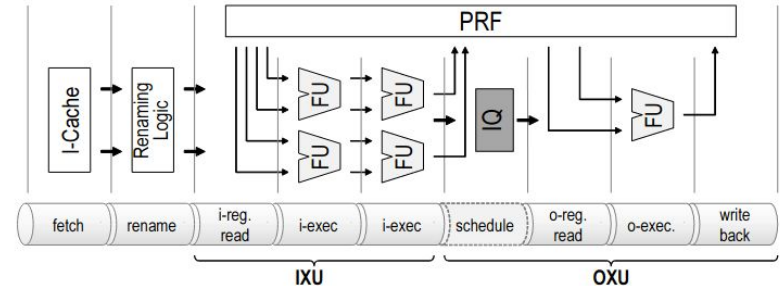 PRF
I-Cache
Renaming
Logic
FU
FU
FU
FU
IQ
FU
fetch
rename
i-reg.
read
i-exec
i-exec
schedule
o-reg.
read
o-exec.
write
back
IXU
OXU